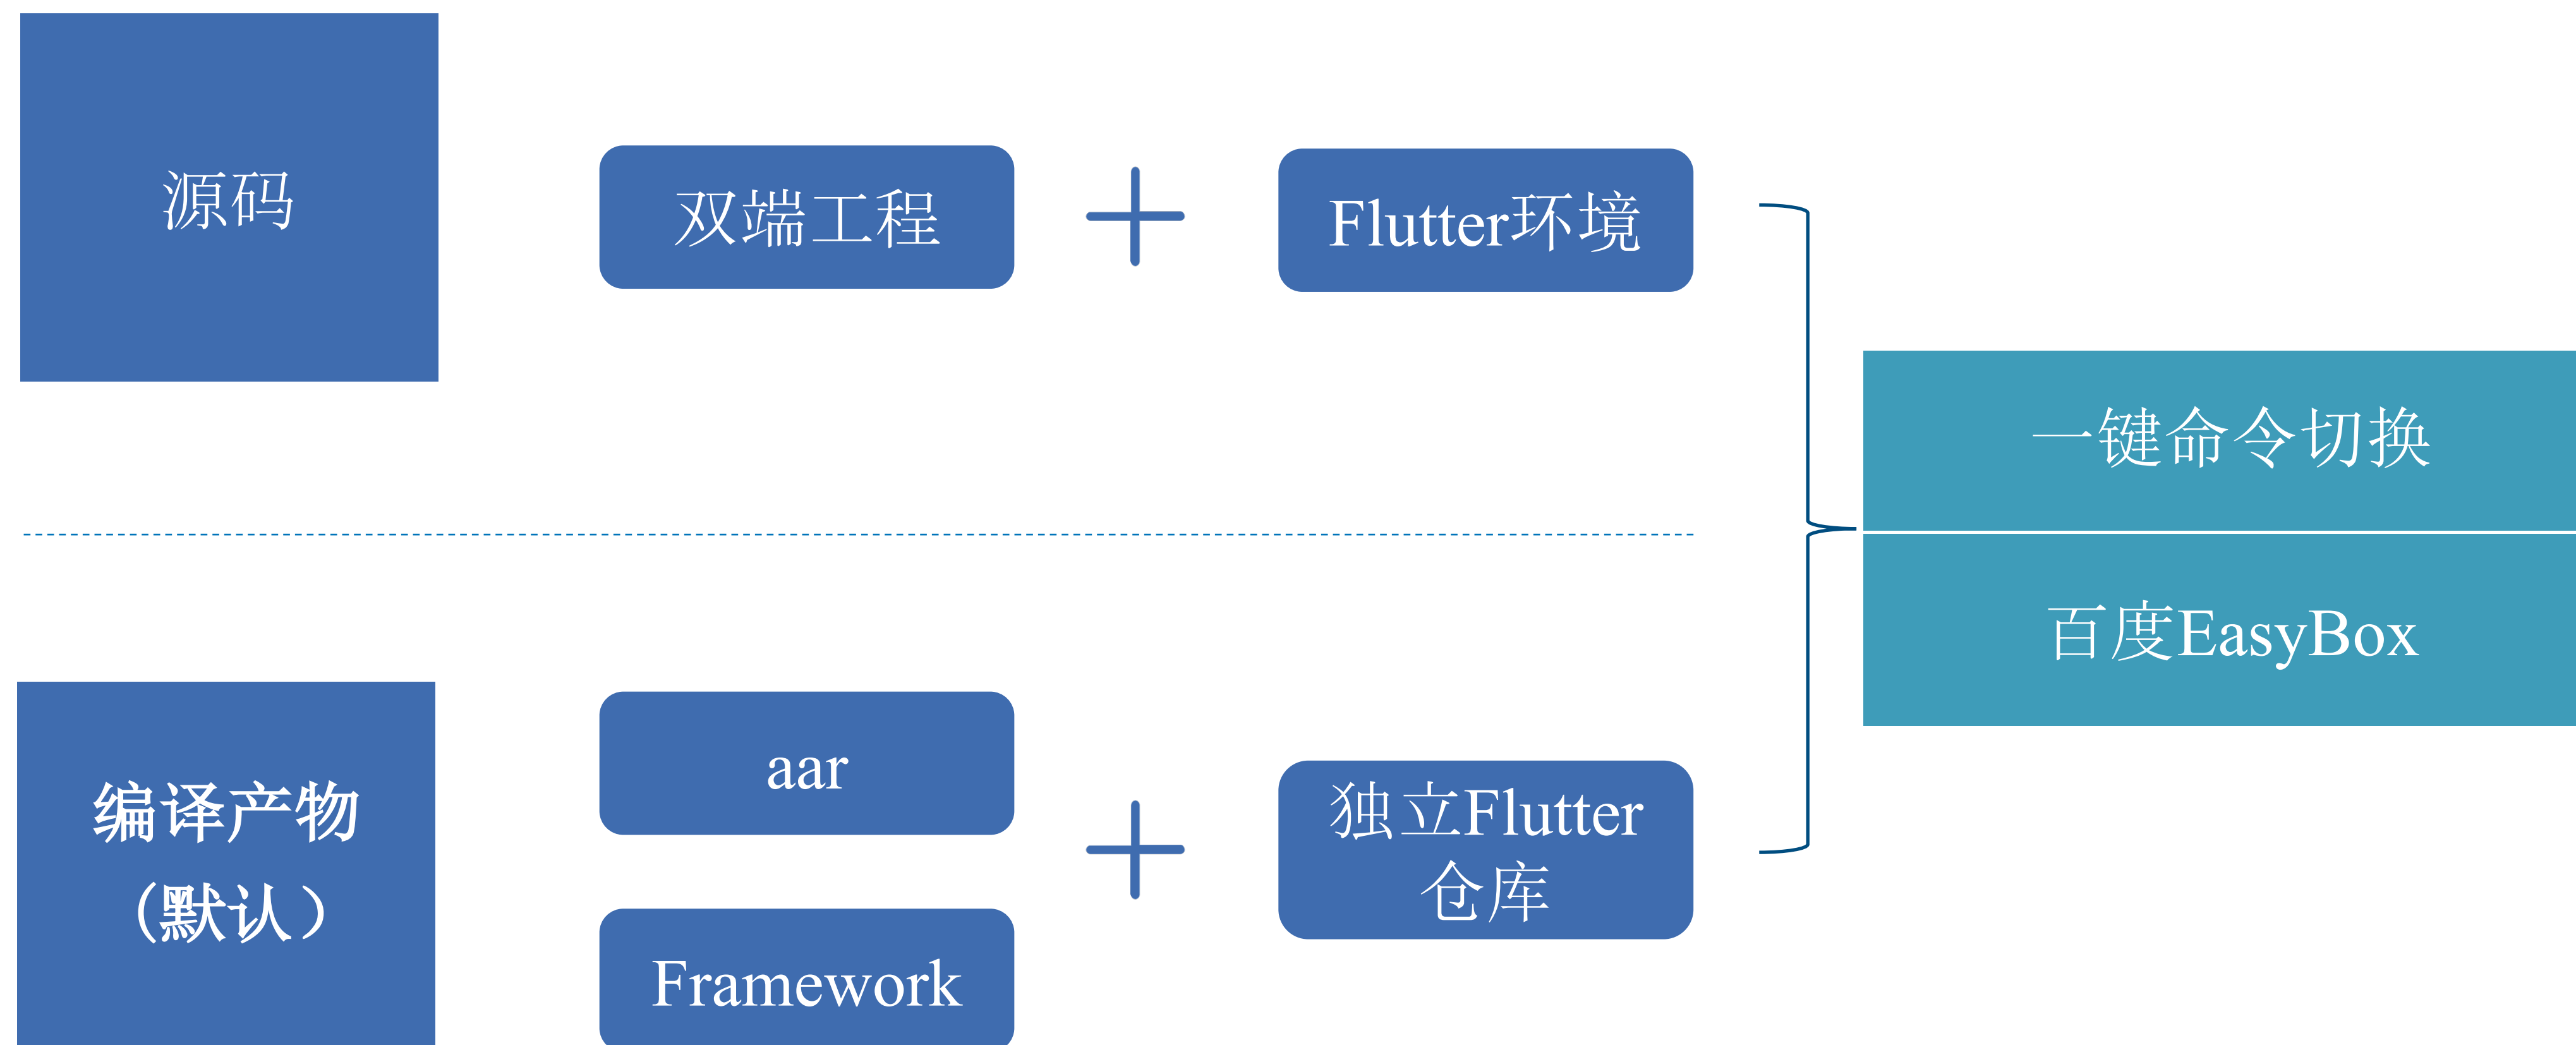 源码
双端工程
Flutter环境
一键命令切换
百度EasyBox
编译产物
（默认）
aar
Framework
独立Flutter
仓库